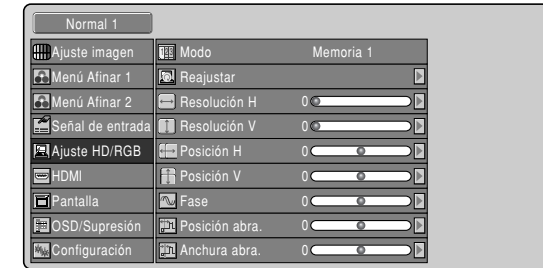 Normal 1
Ajuste imagen Modo Memoria 1
Menú Afinar 1 Reajustar
Menú Afinar 2 Resolución H 0
Señal de entrada Resolución V 0
Ajuste HD/RGB Posición H 0
HDMI Posición V 0
Pantalla Fase 0
OSD/Supresión Posición abra. 0
Configuración Anchura abra. 0